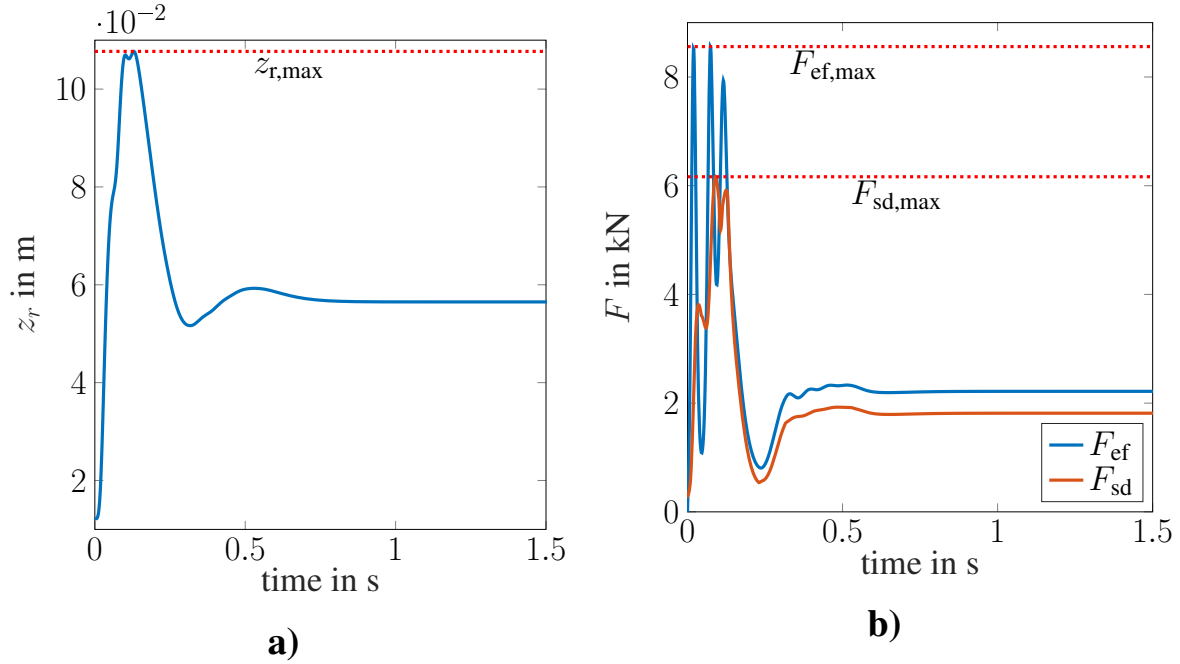 ·10⁻²
z_r,max
10
8
6
4
2
z_r in m
0
0.5
1
1.5
time in s
a)
F_ef,max
F_sd,max
8
6
4
2
0
F in kN
F_ef
F_sd
0
0.5
1
1.5
time in s
b)